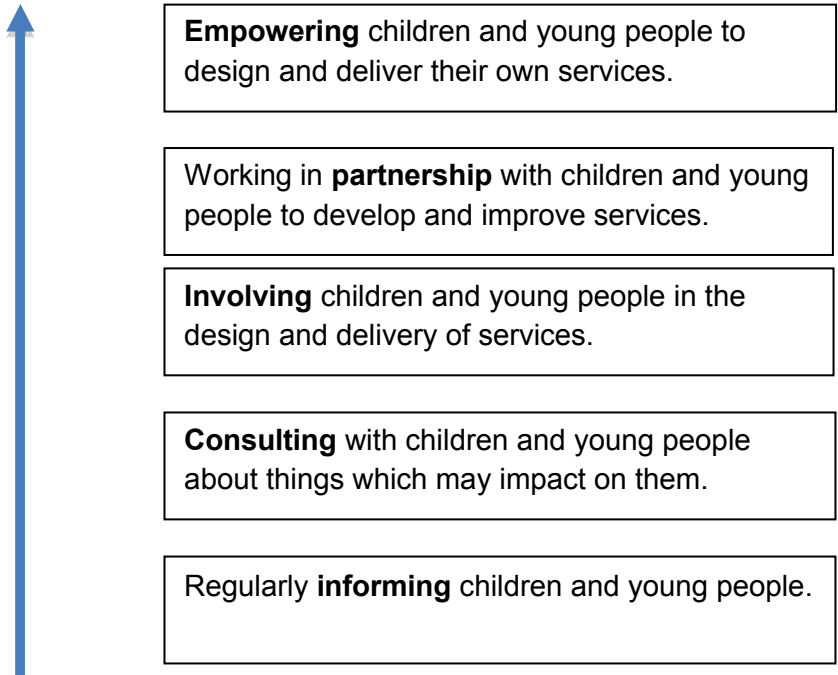 Empowering children and young people to
design and deliver their own services.
Working in partnership with children and young
people to develop and improve services.
Involving children and young people in the
design and delivery of services.
Consulting with children and young people
about things which may impact on them.
Regularly informing children and young people.